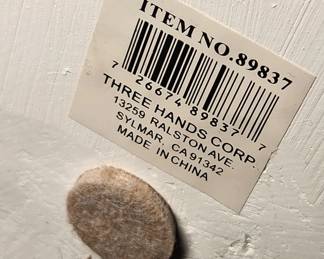 ITEM NO. 89837
7 26674 89837 7
THREE HANDS CORP.
13259 RALSTON AVE.
SYLMAR, CA 91342
MADE IN CHINA